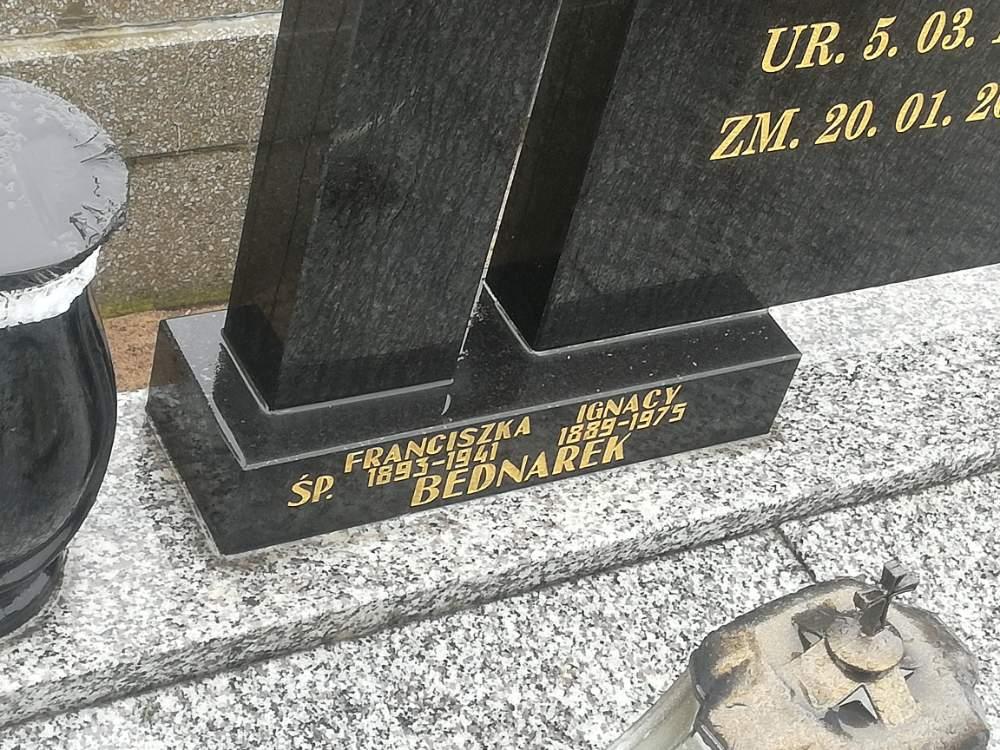 UR. 5. 03.
ZM. 20. 01.
FRANCISZKA IGNACY
1893-1941 1889-1975
ŚP. BEDNAREK